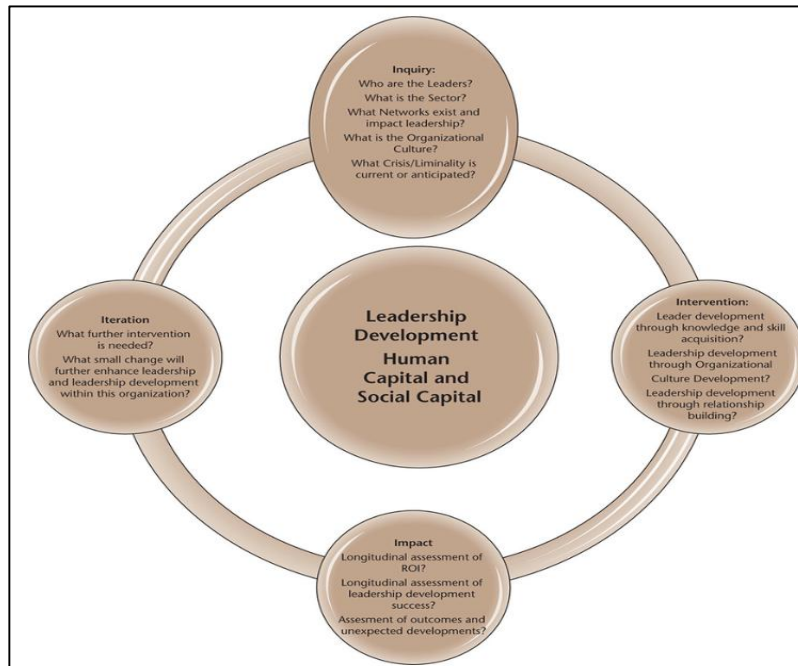 Inquiry:
Who are the Leaders?
What is the Sector?
What Networks exist and
impact leadership?
What is the Organizational
Culture?
What Crisis/Liminality is
current or anticipated?
Iteration
What further intervention
is needed?
What small change will
further enhance leadership
and leadership development
within this organization?
Leadership
Development
Human
Capital and
Social Capital
Intervention:
Leader development
through knowledge and skill
acquisition?
Leadership development
through Organizational
Culture Development?
Leadership development
through relationship
building?
Impact
Longitudinal assessment of
ROI?
Longitudinal assessment of
leadership development
success?
Assesment of outcomes and
unexpected developments?